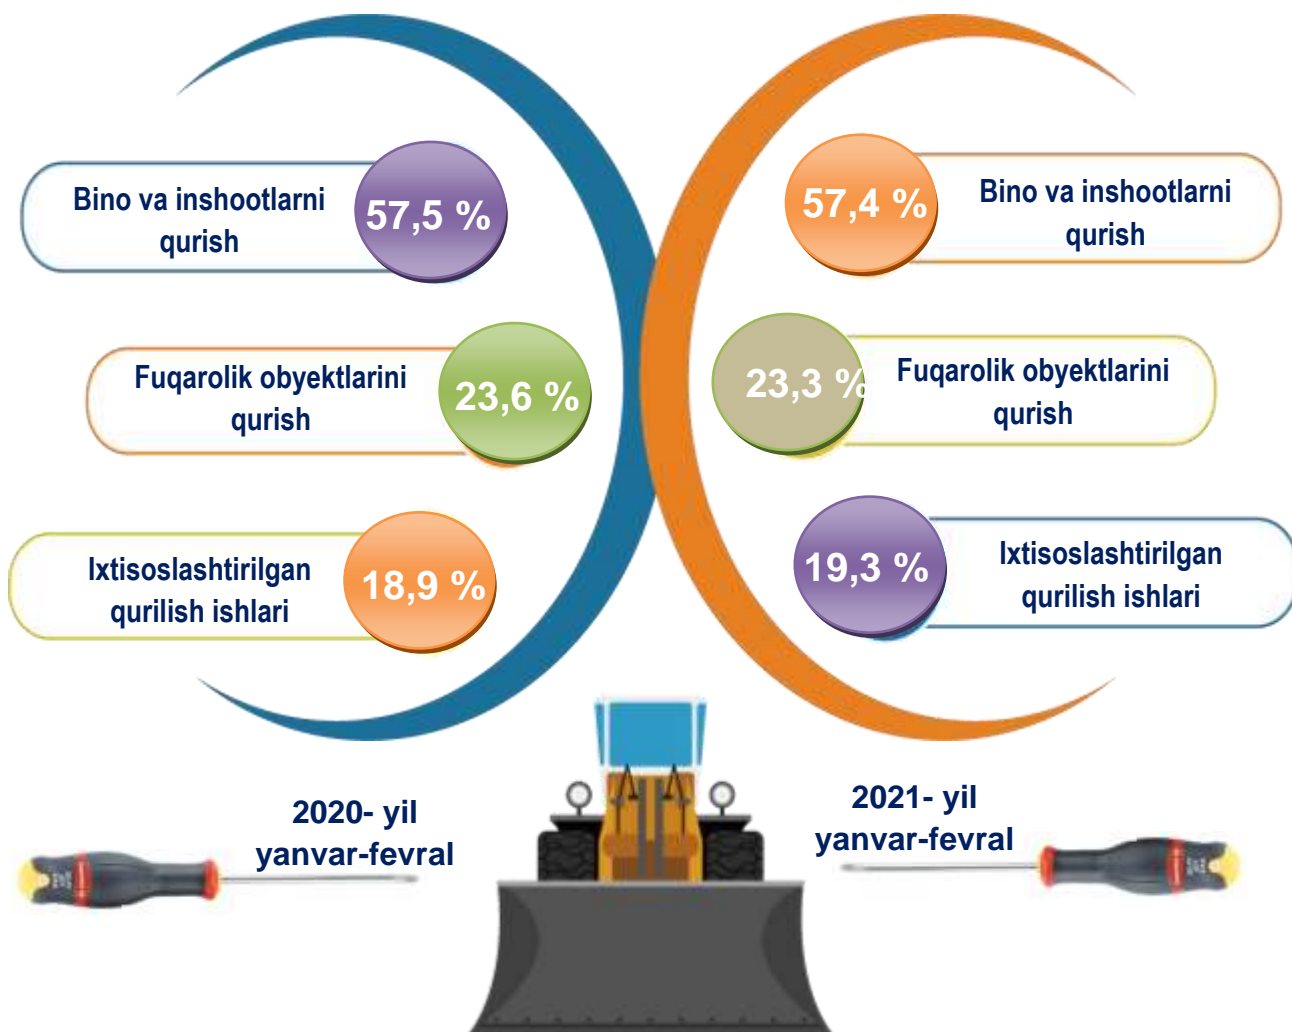 Bino va inshootlarni
qurish
57,5 %
Fuqarolik obyektlarini
qurish
23,6 %
Ixtisoslashtirilgan
qurilish ishlari
18,9 %
2020- yil
yanvar-fevral
57,4 %
Bino va inshootlarni
qurish
23,3 %
Fuqarolik obyektlarini
qurish
19,3 %
Ixtisoslashtirilgan
qurilish ishlari
2021- yil
yanvar-fevral